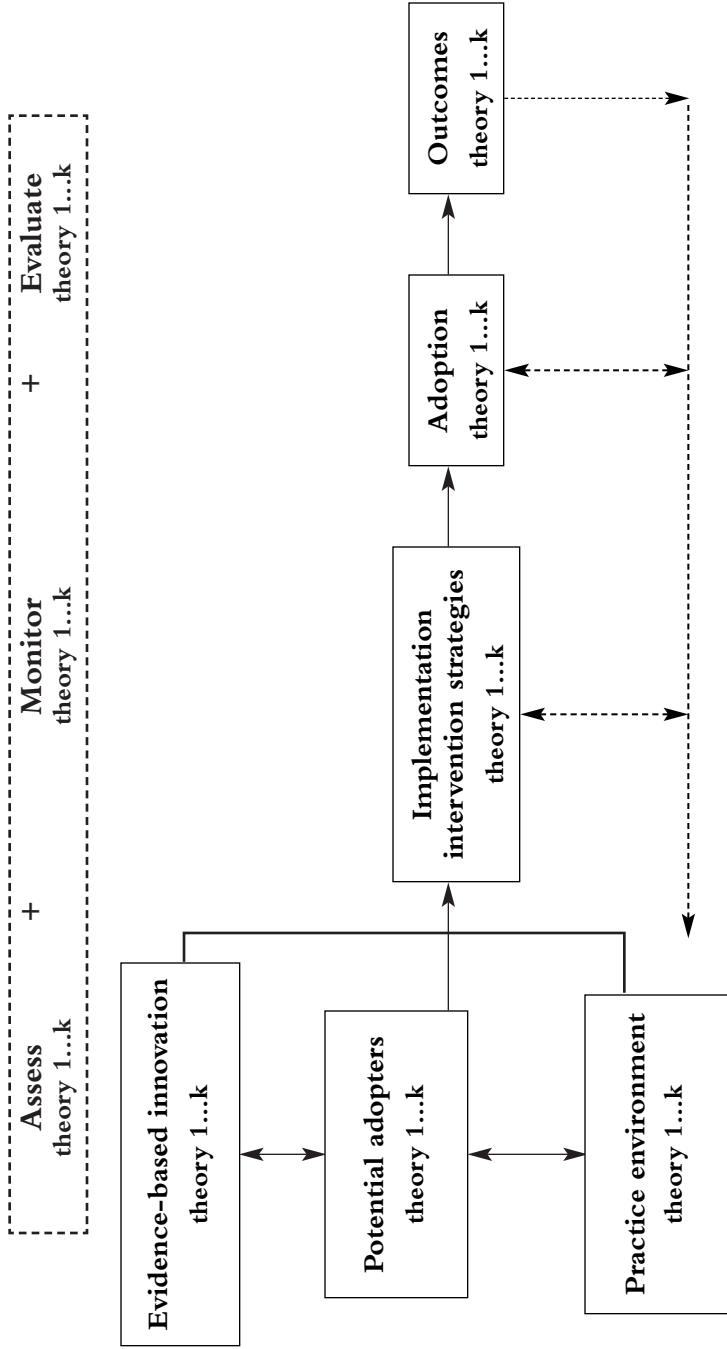 Assess
theory 1...k
+
Monitor
theory 1...k
+
Evaluate
theory 1...k
Evidence-based innovation
theory 1...k
Potential adopters
theory 1...k
Practice environment
theory 1...k
Implementation
intervention strategies
theory 1...k
Adoption
theory 1...k
Outcomes
theory 1...k